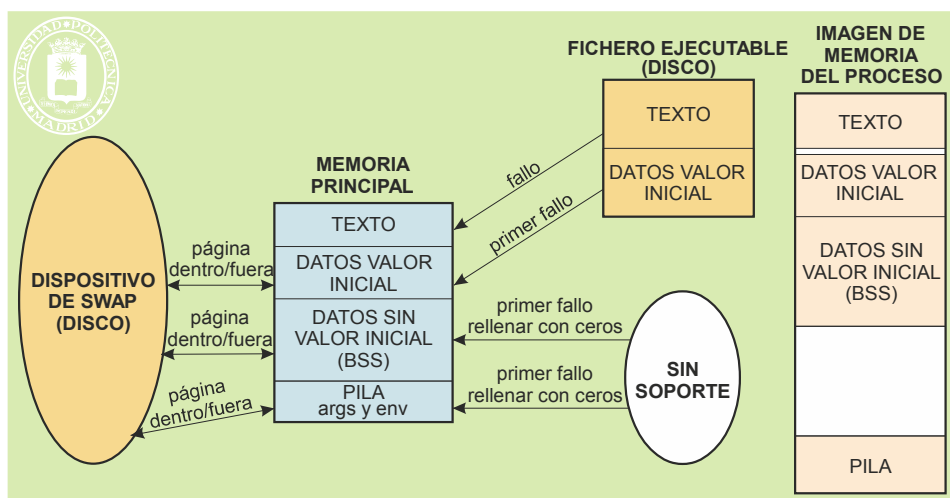 UNIVERSIDAD POLITÉCNICA
MADRID
FICHERO EJECUTABLE
(DISCO)
TEXTO
DATOS VALOR
INICIAL
IMAGEN DE
MEMORIA
DEL PROCESO
TEXTO
DATOS VALOR
INICIAL
DATOS SIN
VALOR INICIAL
(BSS)
PILA
MEMORIA
PRINCIPAL
TEXTO
DATOS VALOR
INICIAL
DATOS SIN
VALOR INICIAL
(BSS)
PILA
args y env
fallo
primer fallo
página
dentro/fuera
página
dentro/fuera
página
dentro/fuera
DISPOSITIVO
DE SWAP
(DISCO)
primer fallo
rellenar con ceros
primer fallo
rellenar con ceros
SIN
SOPORTE